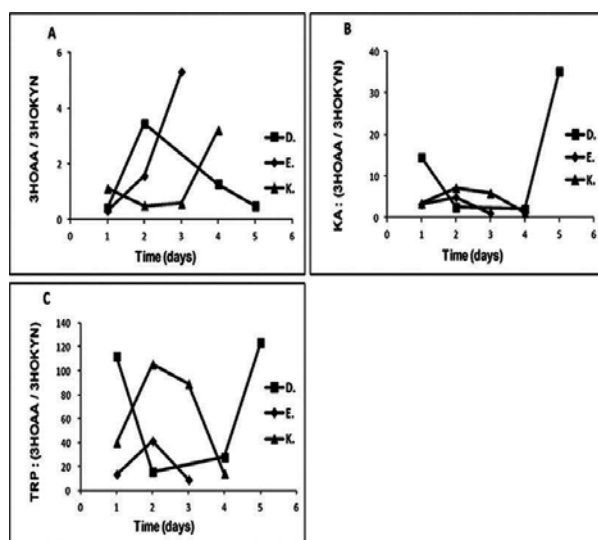 A
3HOAA / 3HOKYN
6
4
2
0
0 1 2 3 4 5 6
Time (days)
D.
E.
K.
B
KA : (3HOAA / 3HOKYN)
40
30
20
10
0
0 1 2 3 4 5 6
Time (days)
D.
E.
K.
C
TRP : (3HOAA / 3HOKYN)
140
120
100
80
60
40
20
0
0 1 2 3 4 5 6
Time (days)
D.
E.
K.